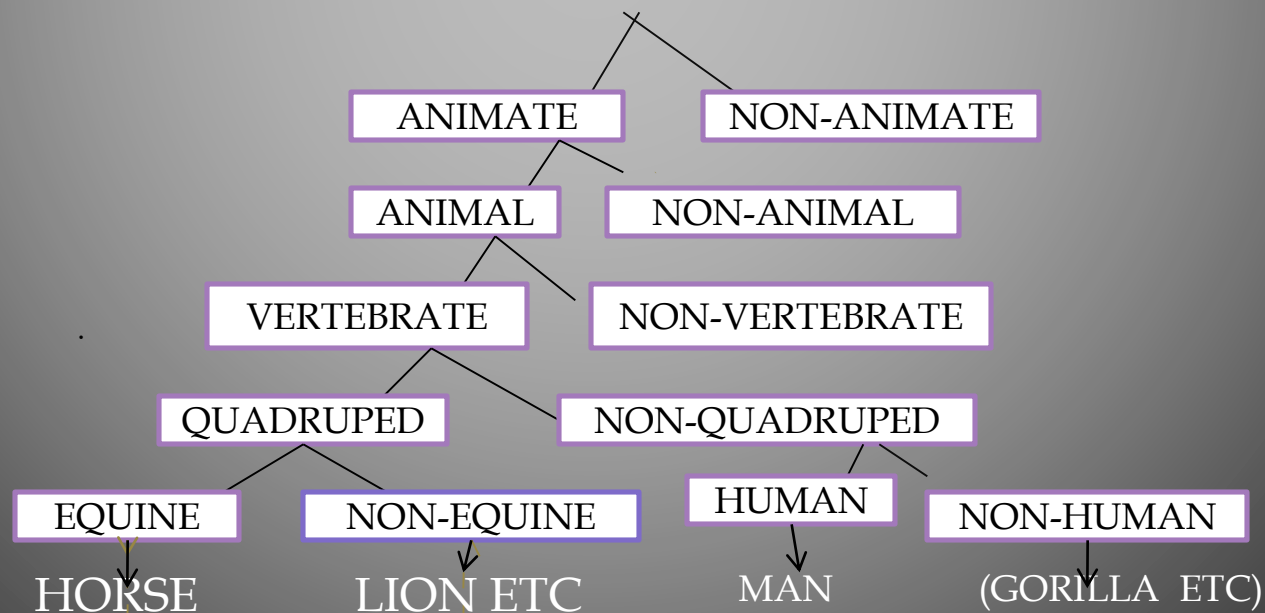 ANIMATE NON-ANIMATE
ANIMAL NON-ANIMAL
VERTEBRATE NON-VERTEBRATE
QUADRUPED NON-QUADRUPED
EQUINE NON-EQUINE HUMAN NON-HUMAN
HORSE LION ETC MAN (GORILLA ETC)